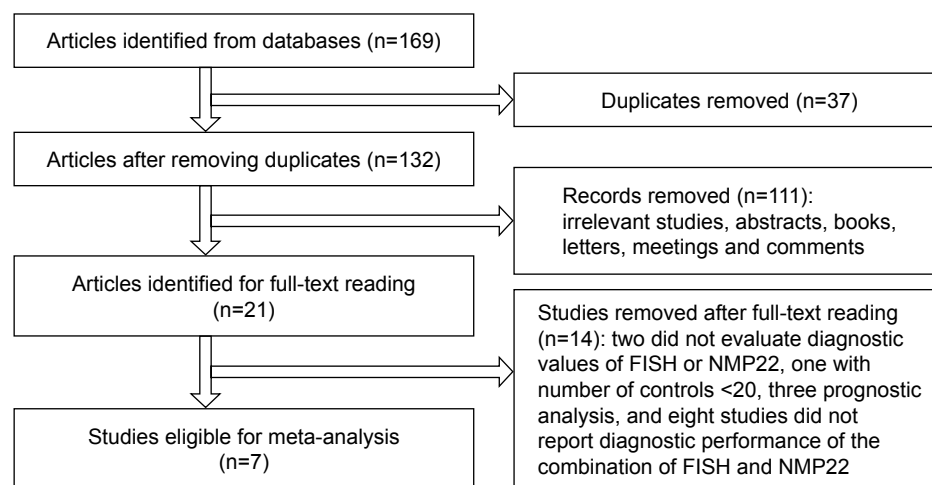 Articles identified from databases (n=169)
Duplicates removed (n=37)
Articles after removing duplicates (n=132)
Records removed (n=111):
irrelevant studies, abstracts, books,
letters, meetings and comments
Articles identified for full-text reading
(n=21)
Studies removed after full-text reading
(n=14): two did not evaluate diagnostic
values of FISH or NMP22, one with
number of controls <20, three prognostic
analysis, and eight studies did not
report diagnostic performance of the
combination of FISH and NMP22
Studies eligible for meta-analysis
(n=7)